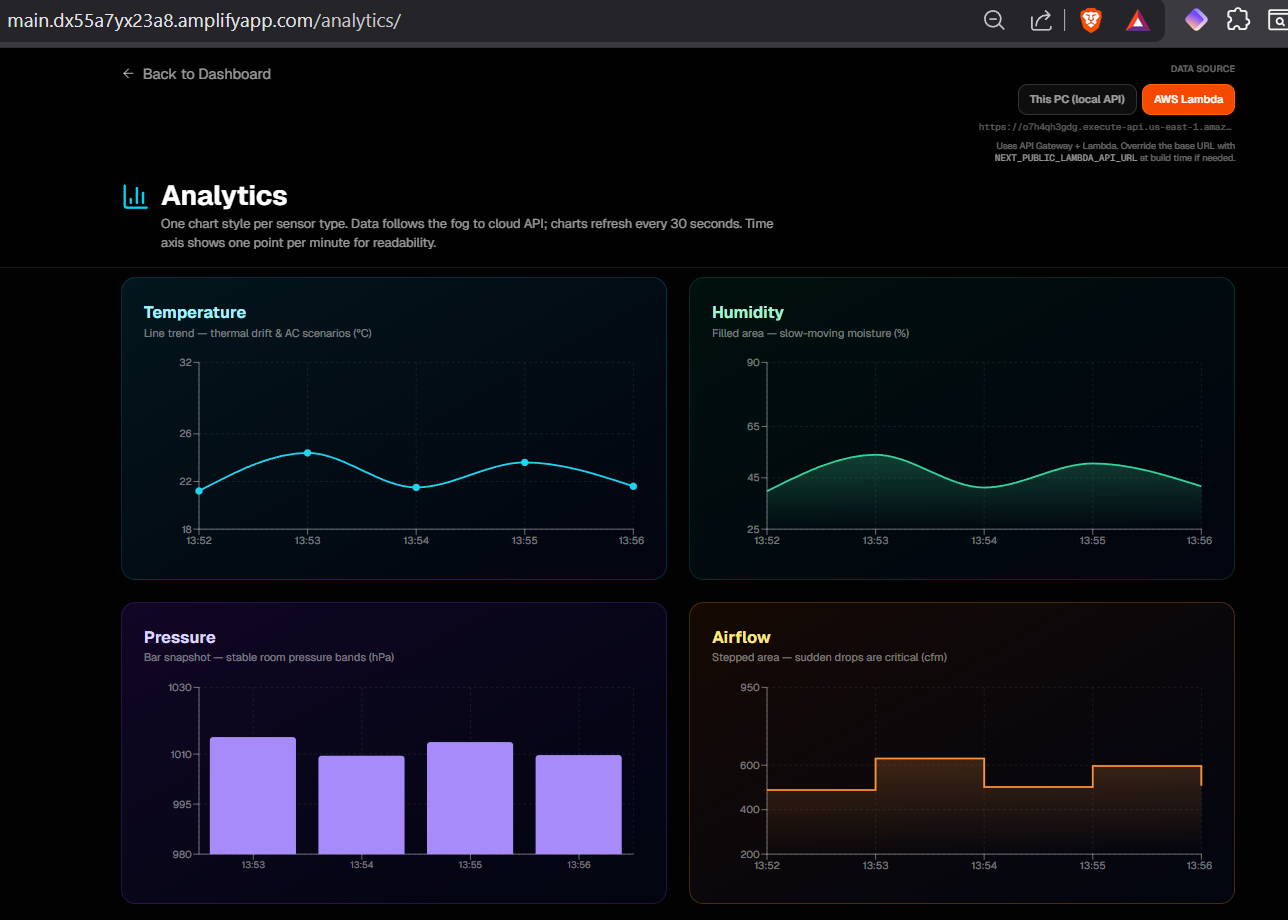 main.dx55a7yx23a8.amplifyapp.com/analytics/
Back to Dashboard
DATA SOURCE
This PC (local API)
AWS Lambda
https://o7h4qh3gdg.execute-api.us-east-1.amaz…
Uses API Gateway + Lambda. Override the base URL with
NEXT_PUBLIC_LAMBDA_API_URL at build time if needed.
Analytics
One chart style per sensor type. Data follows the fog to cloud API; charts refresh every 30 seconds. Time
axis shows one point per minute for readability.
Temperature
Line trend — thermal drift & AC scenarios (°C)
32
26
22
18
13:52 13:53 13:54 13:55 13:56
Humidity
Filled area — slow-moving moisture (%)
90
65
45
25
13:52 13:53 13:54 13:55 13:56
Pressure
Bar snapshot — stable room pressure bands (hPa)
1030
1010
995
980
13:53 13:54 13:55 13:56
Airflow
Stepped area — sudden drops are critical (cfm)
950
600
400
200
13:52 13:53 13:54 13:55 13:56